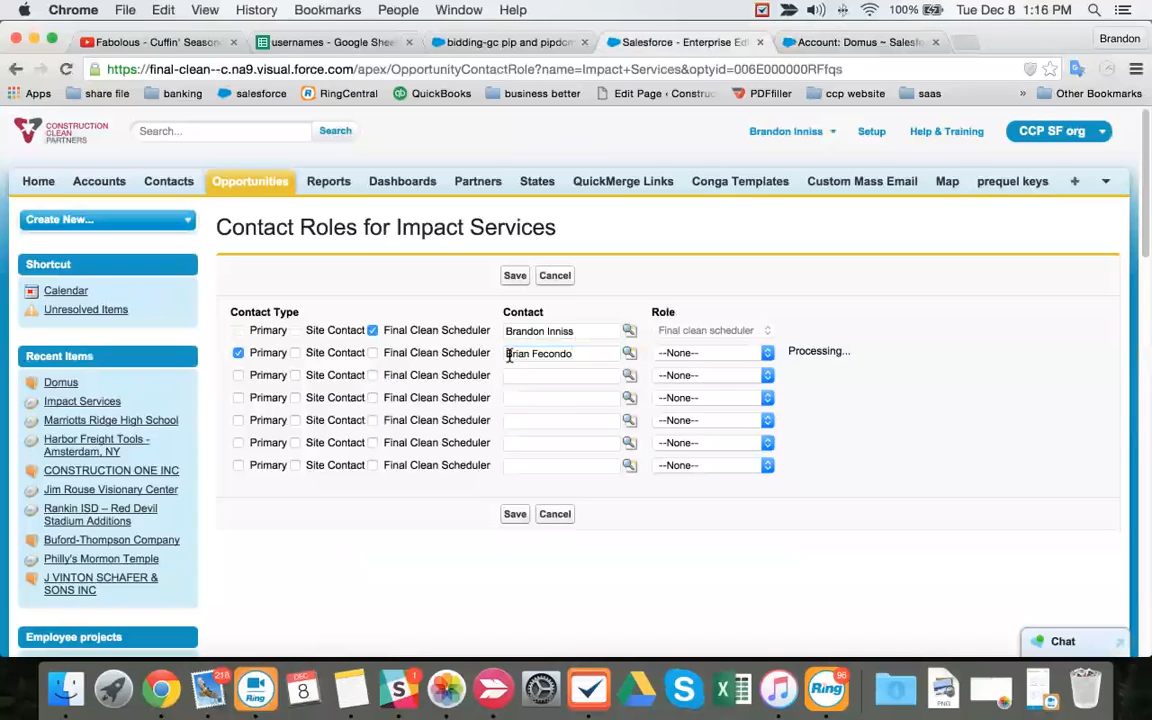 Chrome File Edit View History Bookmarks People Window Help 100% Tue Dec 8 1:16 PM
Fabolous - Cuffin' Season × usernames - Google Shee × bidding-gc pip and pipdcm × Salesforce - Enterprise Edi × Account: Domus ~ Salesfo × Brandon
https://final-clean--c.na9.visual.force.com/apex/OpportunityContactRole?name=Impact+Services&optyid=006E000000RFfqs
Apps share file banking salesforce RingCentral QuickBooks business better Edit Page ‹ Construc PDFfiller ccp website saas » Other Bookmarks
CONSTRUCTION CLEAN PARTNERS Search... Search Brandon Inniss Setup Help & Training CCP SF org
Home Accounts Contacts Opportunities Reports Dashboards Partners States QuickMerge Links Conga Templates Custom Mass Email Map prequel keys +
Create New...
Shortcut
Calendar
Unresolved Items
Recent Items
Domus
Impact Services
Marriotts Ridge High School
Harbor Freight Tools -
Amsterdam, NY
CONSTRUCTION ONE INC
Jim Rouse Visionary Center
Rankin ISD – Red Devil
Stadium Additions
Buford-Thompson Company
Philly's Mormon Temple
J VINTON SCHAFER &
SONS INC
Employee projects
Contact Roles for Impact Services
Save Cancel
Contact Type Contact Role
Primary Site Contact Final Clean Scheduler Brandon Inniss Final clean scheduler
Primary Site Contact Final Clean Scheduler Brian Fecondo --None-- Processing...
Primary Site Contact Final Clean Scheduler --None--
Primary Site Contact Final Clean Scheduler --None--
Primary Site Contact Final Clean Scheduler --None--
Primary Site Contact Final Clean Scheduler --None--
Primary Site Contact Final Clean Scheduler --None--
Save Cancel
Chat
218 Ring DEC 8 1 Ring 96 PNG